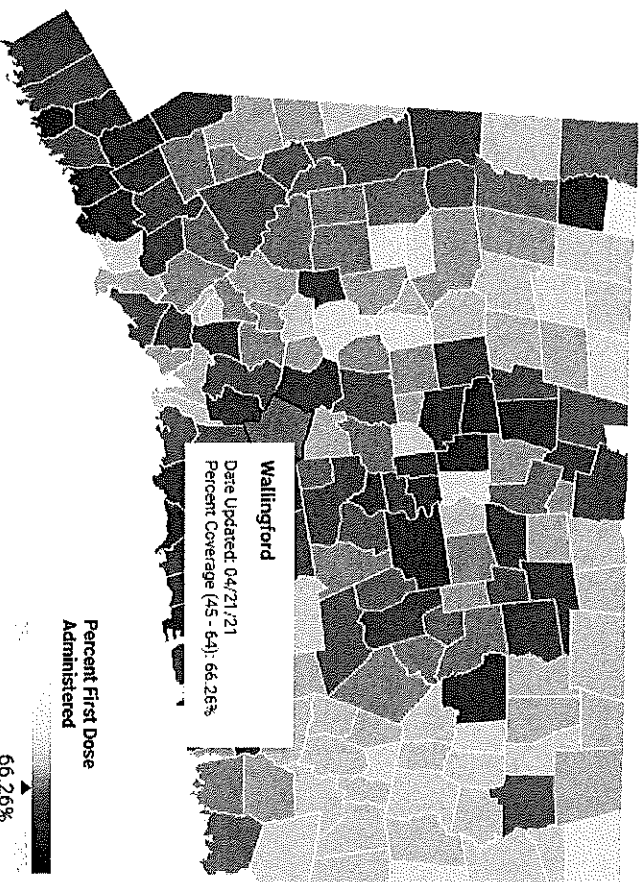 Wallingford
Date Updated: 04/21/21
Percent Coverage (45 - 64): 66.26%
Percent First Dose
Administered
66.26%